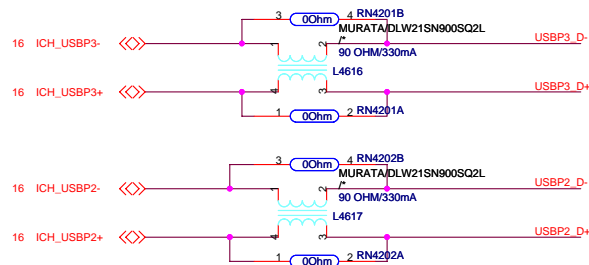 3 0Ohm 4 RN4201B
MURATA/DLW21SN900SQ2L
16 ICH_USBP3- 1 2 /* USBP3_D-
90 OHM/330mA
L4616
16 ICH_USBP3+ 4 3 USBP3_D+
1 0Ohm 2 RN4201A
3 0Ohm 4 RN4202B
MURATA/DLW21SN900SQ2L
16 ICH_USBP2- 1 2 /* USBP2_D-
90 OHM/330mA
L4617
16 ICH_USBP2+ 4 3 USBP2_D+
1 0Ohm 2 RN4202A